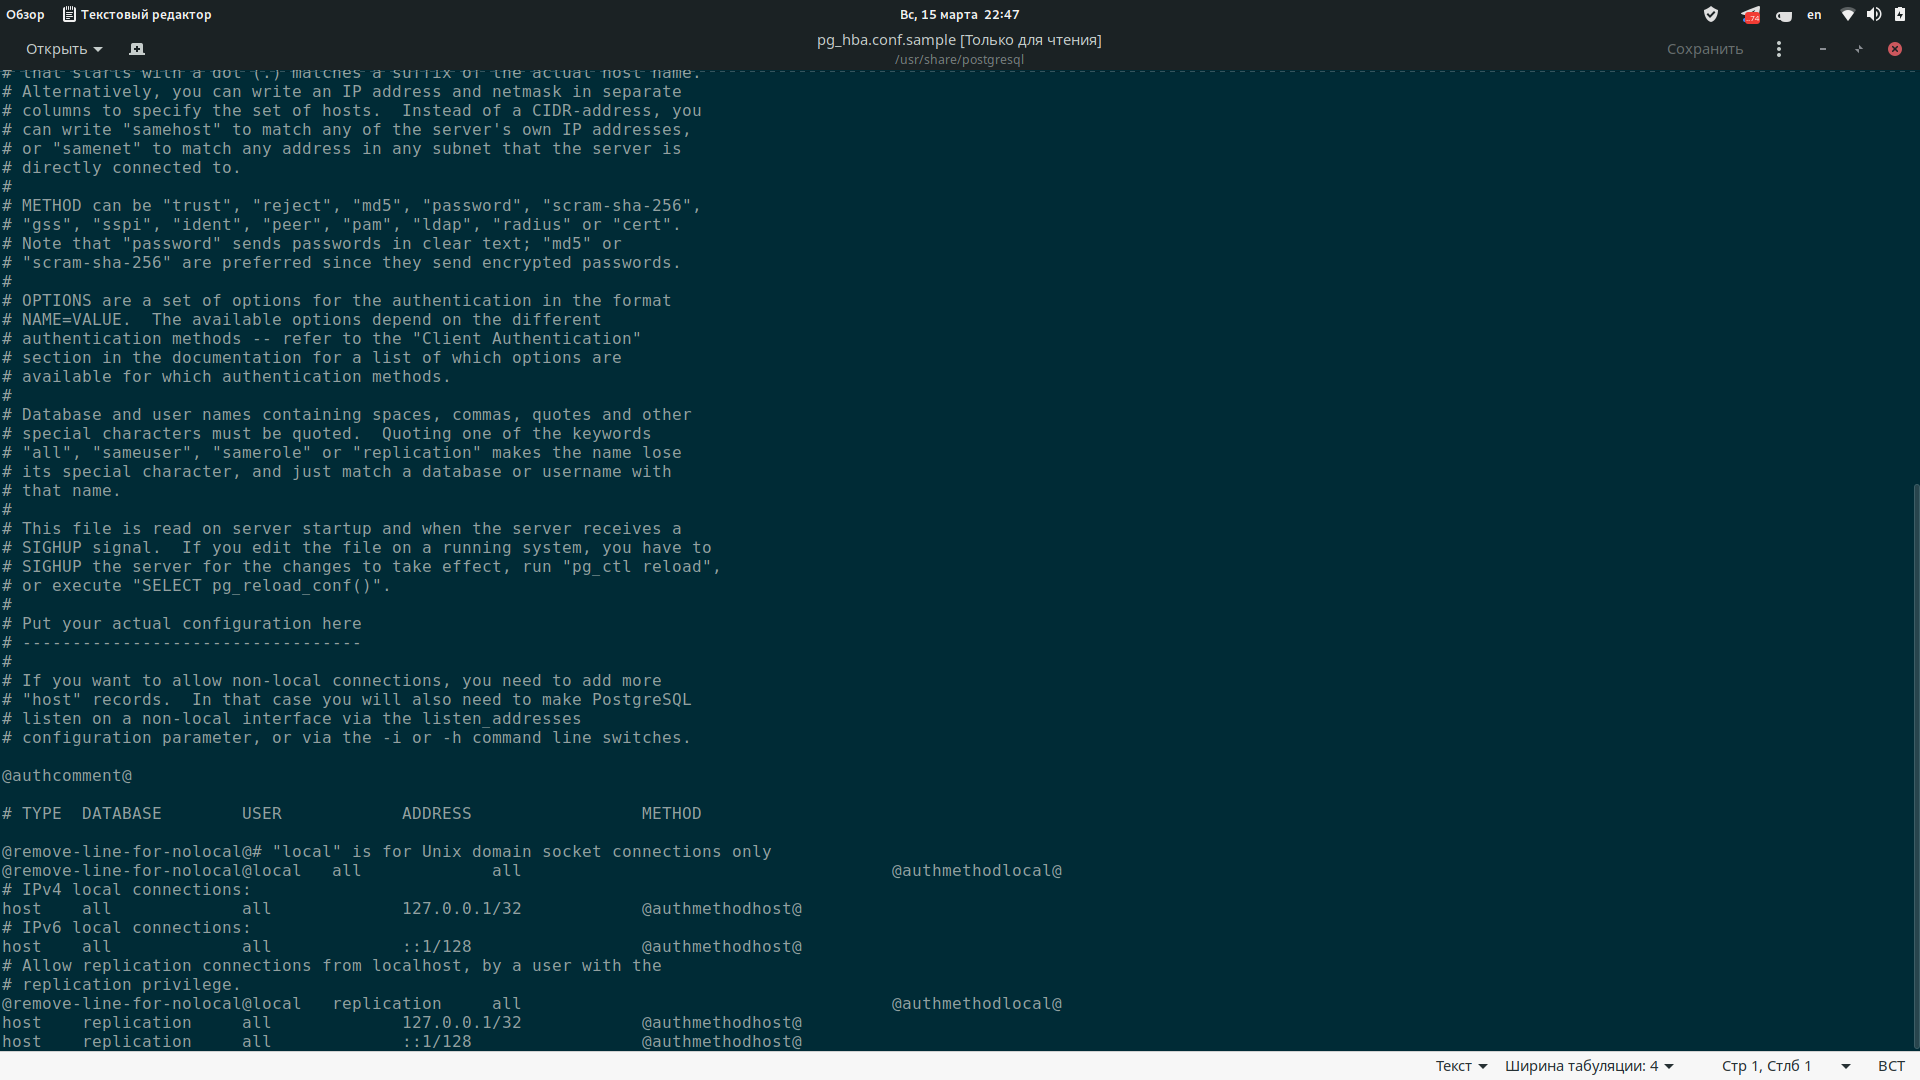 Обзор Текстовый редактор Вс, 15 марта 22:47 74 en
Открыть pg_hba.conf.sample [Только для чтения] Сохранить
/usr/share/postgresql
# that starts with a dot (.) matches a suffix of the actual host name.
# Alternatively, you can write an IP address and netmask in separate
# columns to specify the set of hosts.  Instead of a CIDR-address, you
# can write "samehost" to match any of the server's own IP addresses,
# or "samenet" to match any address in any subnet that the server is
# directly connected to.
#
# METHOD can be "trust", "reject", "md5", "password", "scram-sha-256",
# "gss", "sspi", "ident", "peer", "pam", "ldap", "radius" or "cert".
# Note that "password" sends passwords in clear text; "md5" or
# "scram-sha-256" are preferred since they send encrypted passwords.
#
# OPTIONS are a set of options for the authentication in the format
# NAME=VALUE.  The available options depend on the different
# authentication methods -- refer to the "Client Authentication"
# section in the documentation for a list of which options are
# available for which authentication methods.
#
# Database and user names containing spaces, commas, quotes and other
# special characters must be quoted.  Quoting one of the keywords
# "all", "sameuser", "samerole" or "replication" makes the name lose
# its special character, and just match a database or username with
# that name.
#
# This file is read on server startup and when the server receives a
# SIGHUP signal.  If you edit the file on a running system, you have to
# SIGHUP the server for the changes to take effect, run "pg_ctl reload",
# or execute "SELECT pg_reload_conf()".
#
# Put your actual configuration here
# ----------------------------------
#
# If you want to allow non-local connections, you need to add more
# "host" records.  In that case you will also need to make PostgreSQL
# listen on a non-local interface via the listen_addresses
# configuration parameter, or via the -i or -h command line switches.
@authcomment@
# TYPE  DATABASE        USER            ADDRESS                 METHOD
@remove-line-for-nolocal@# "local" is for Unix domain socket connections only
@remove-line-for-nolocal@local   all             all                                     @authmethodlocal@
# IPv4 local connections:
host    all             all             127.0.0.1/32            @authmethodhost@
# IPv6 local connections:
host    all             all             ::1/128                 @authmethodhost@
# Allow replication connections from localhost, by a user with the
# replication privilege.
@remove-line-for-nolocal@local   replication     all                                     @authmethodlocal@
host    replication     all             127.0.0.1/32            @authmethodhost@
host    replication     all             ::1/128                 @authmethodhost@
Текст Ширина табуляции: 4 Стр 1, Стлб 1 ВСТ